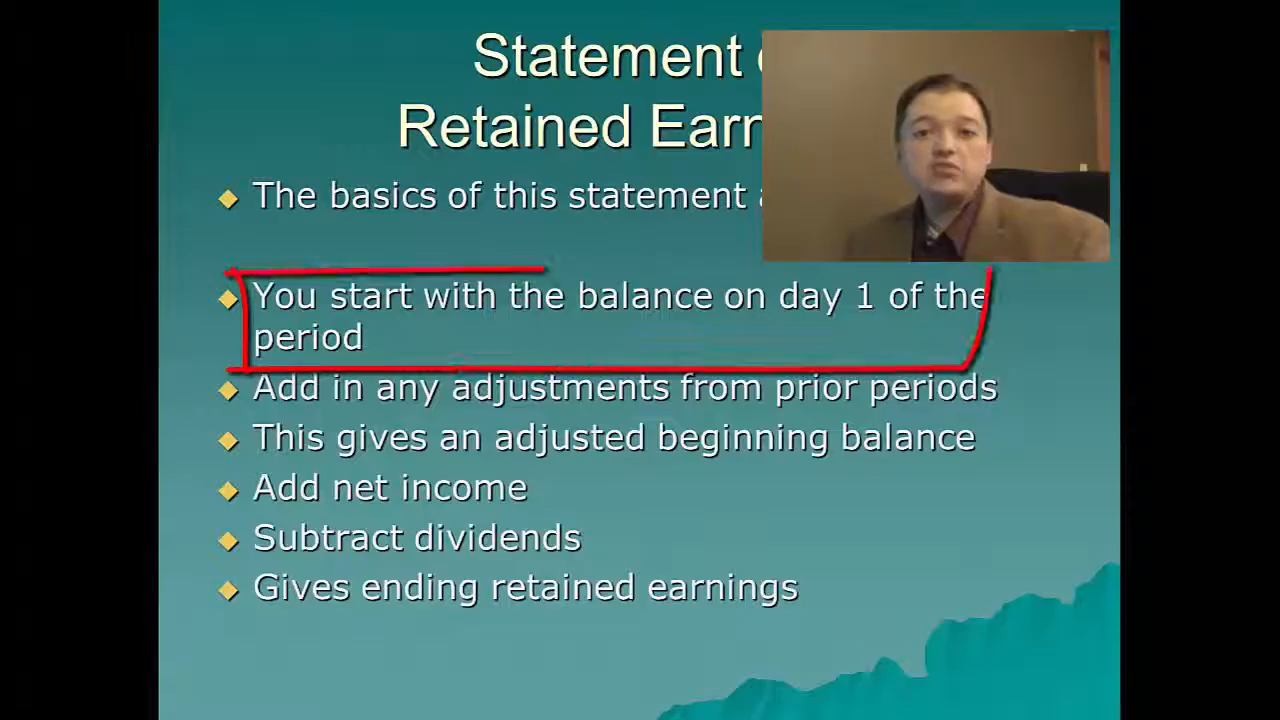 Statement
Retained Earn
The basics of this statement
You start with the balance on day 1 of the
period
Add in any adjustments from prior periods
This gives an adjusted beginning balance
Add net income
Subtract dividends
Gives ending retained earnings